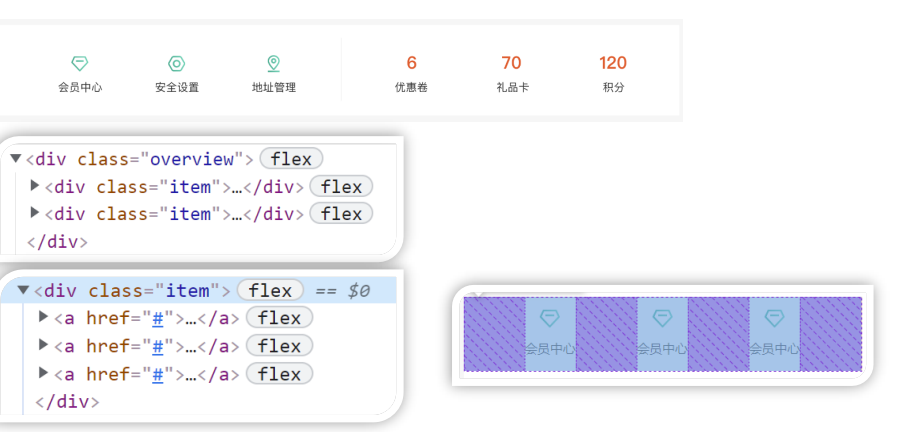 会员中心 安全设置 地址管理 6 优惠卷 70 礼品卡 120 积分
▼<div class="overview"> flex
▶<div class="item">…</div> flex
▶<div class="item">…</div> flex
</div>
▼<div class="item"> flex == $0
▶<a href="#">…</a> flex
▶<a href="#">…</a> flex
▶<a href="#">…</a> flex
</div>
会员中心 会员中心 会员中心